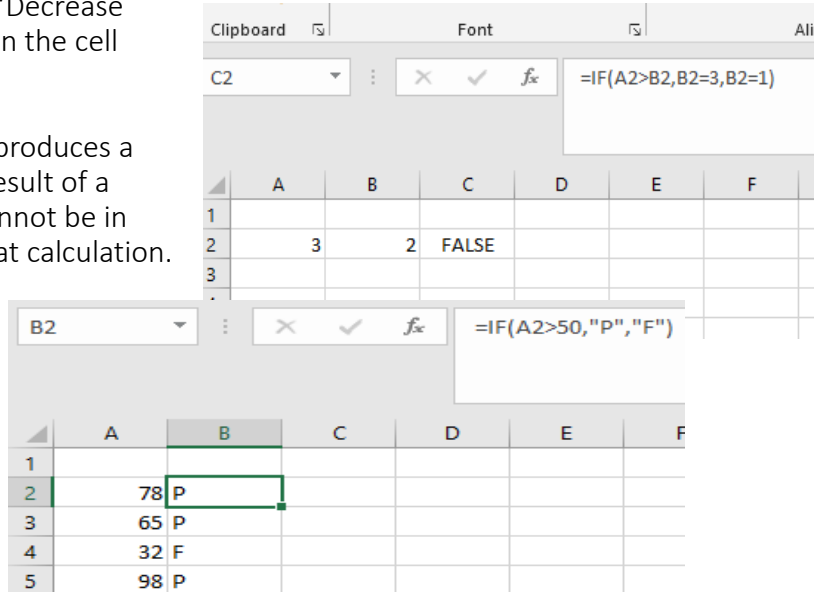 Decrease
n the cell
produces a
esult of a
nnot be in
at calculation.
Clipboard Font Ali
C2 fx =IF(A2>B2,B2=3,B2=1)
A B C D E F
1
2 3 2 FALSE
3
B2 fx =IF(A2>50,"P","F")
A B C D E F
1
2 78 P
3 65 P
4 32 F
5 98 P